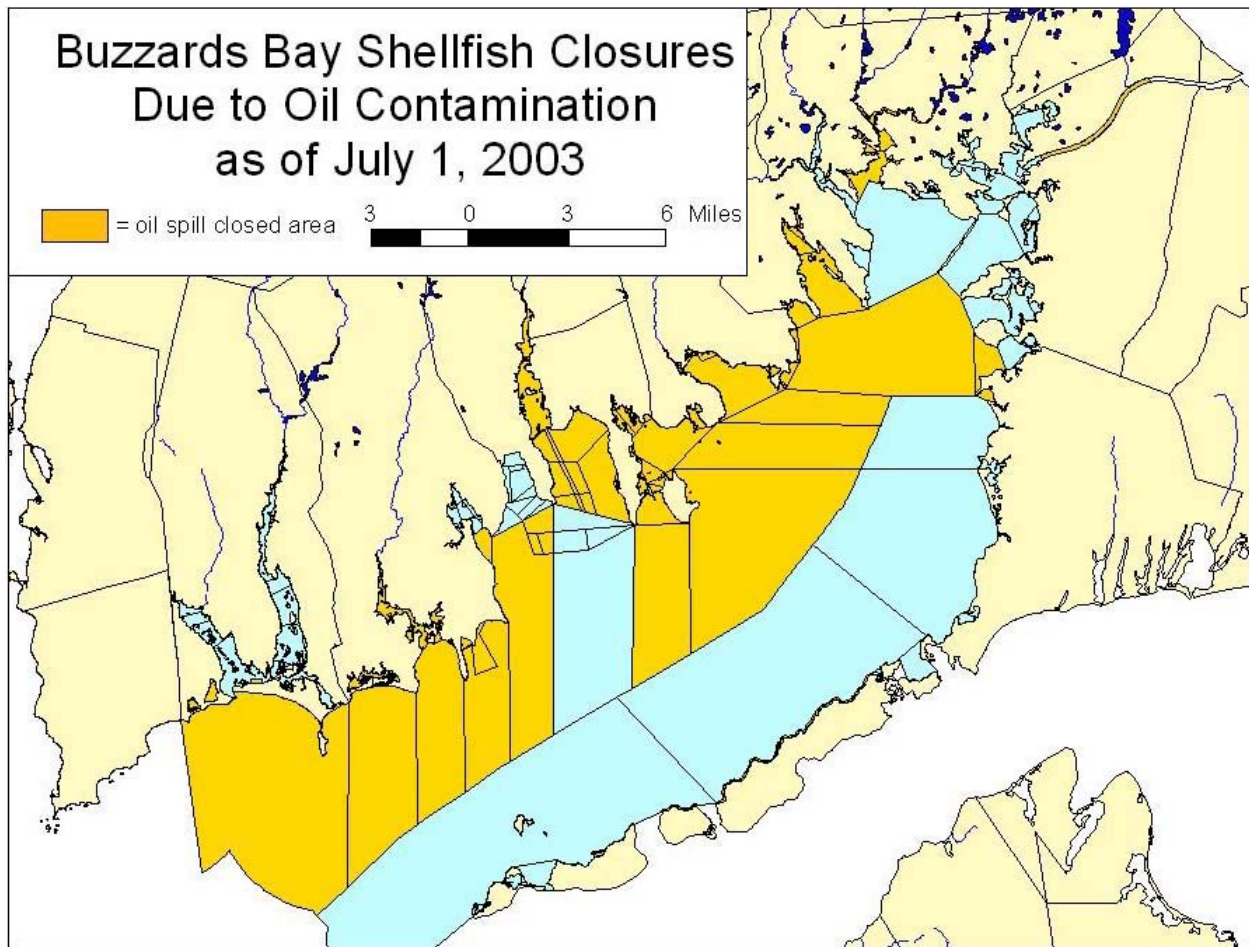 Buzzards Bay Shellfish Closures
Due to Oil Contamination
as of July 1, 2003
= oil spill closed area
3 0 3 6 Miles